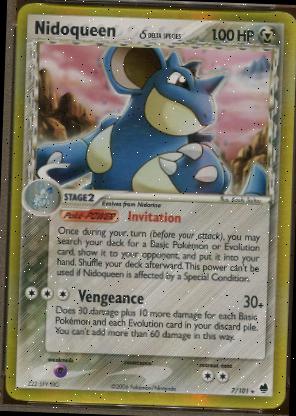 Nidoqueen δ DELTA SPECIES 100 HP
STAGE 2 Evolves from Nidorina
Poké-POWER Invitation
Once during your turn (before your attack), you may
search your deck for a Basic Pokémon or Evolution
card, show it to your opponent, and put it into your
hand. Shuffle your deck afterward. This power can't be
used if Nidoqueen is affected by a Special Condition.
Vengeance 30+
Does 30 damage plus 10 more damage for each Basic
Pokémon and each Evolution card in your discard pile.
You can't add more than 60 damage in this way.
weakness resistance retreat cost
©2006 Pokémon/Nintendo 7/101